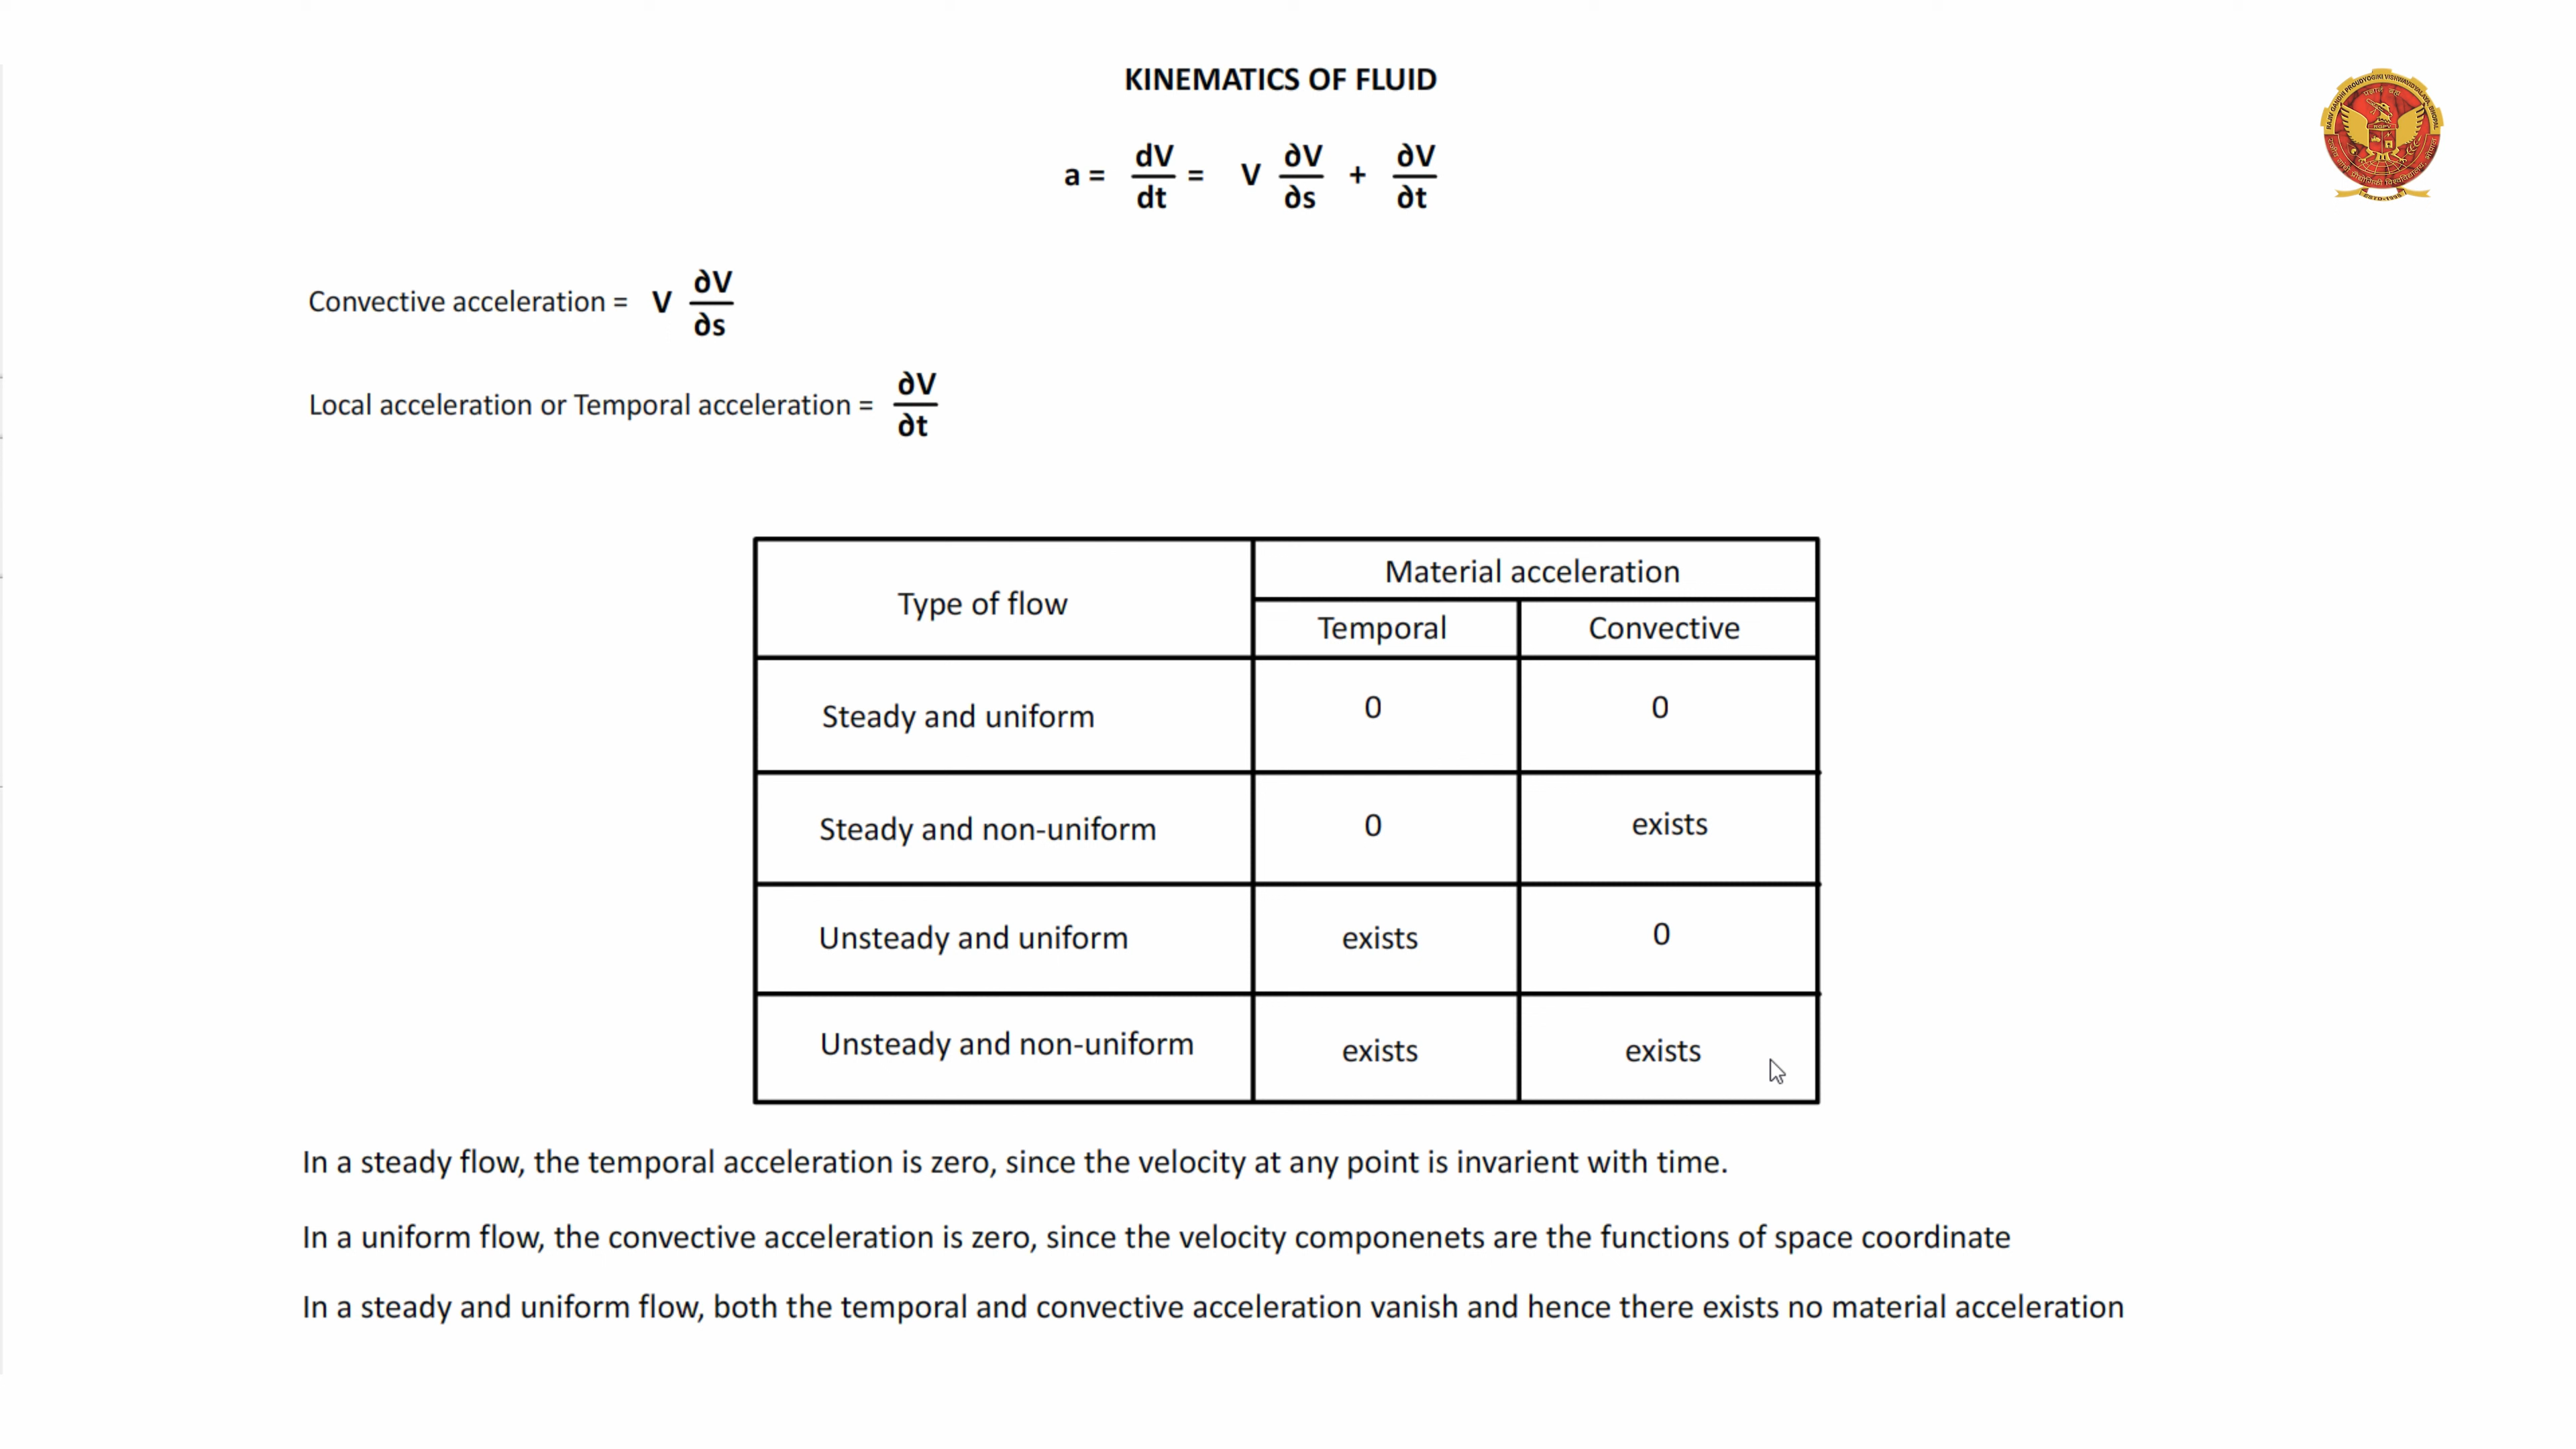 KINEMATICS OF FLUID
a = dV/dt = V ∂V/∂s + ∂V/∂t
Convective acceleration = V ∂V/∂s
Local acceleration or Temporal acceleration = ∂V/∂t
Type of flow
Material acceleration
Temporal Convective
Steady and uniform 0 0
Steady and non-uniform 0 exists
Unsteady and uniform exists 0
Unsteady and non-uniform exists exists
In a steady flow, the temporal acceleration is zero, since the velocity at any point is invarient with time.
In a uniform flow, the convective acceleration is zero, since the velocity componenets are the functions of space coordinate
In a steady and uniform flow, both the temporal and convective acceleration vanish and hence there exists no material acceleration